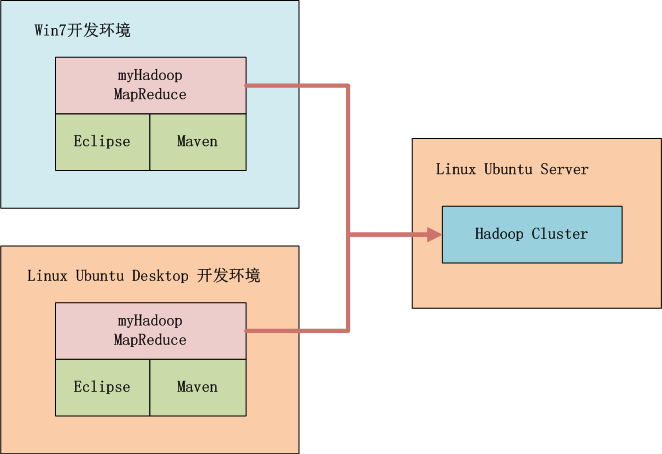 Win7开发环境
myHadoop
MapReduce
Eclipse
Maven
Linux Ubuntu Server
Hadoop Cluster
Linux Ubuntu Desktop 开发环境
myHadoop
MapReduce
Eclipse
Maven